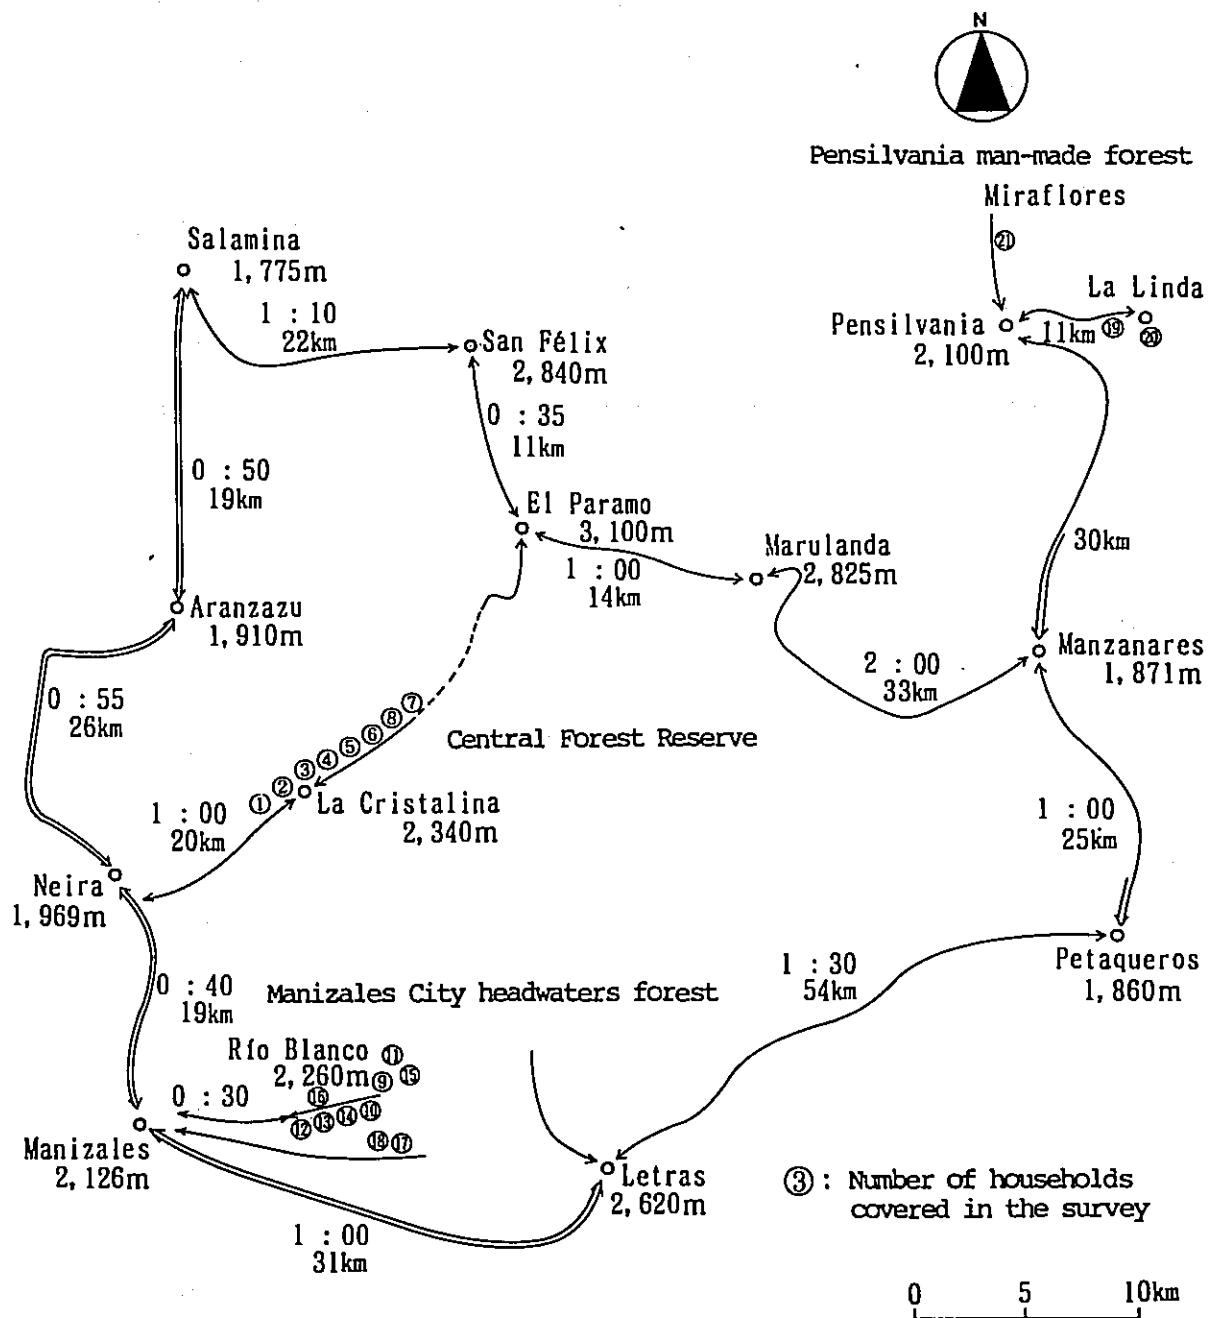 N
Pensilvania man-made forest
Miraflores
㉑
Salamina
1,775m
La Linda
1 : 10
22km
Pensilvania
2,100m
11km ⑲
⑳
San Félix
2,840m
0 : 35
11km
0 : 50
19km
El Paramo
3,100m
1 : 00
14km
Marulanda
2,825m
30km
Aranzazu
1,910m
Manzanares
1,871m
2 : 00
33km
0 : 55
26km
① ② ③ ④ ⑤ ⑥ ⑧ ⑦
Central Forest Reserve
La Cristalina
2,340m
1 : 00
20km
1 : 00
25km
Neira
1,969m
Petaqueros
1,860m
1 : 30
54km
0 : 40
19km
Manizales City headwaters forest
Río Blanco ⑪
2,260m ⑨ ⑮
0 : 30
⑯
⑫ ⑬ ⑭ ⑩
⑱ ⑰
Manizales
2,126m
Letras
2,620m
③ : Number of households
covered in the survey
1 : 00
31km
0 5 10km